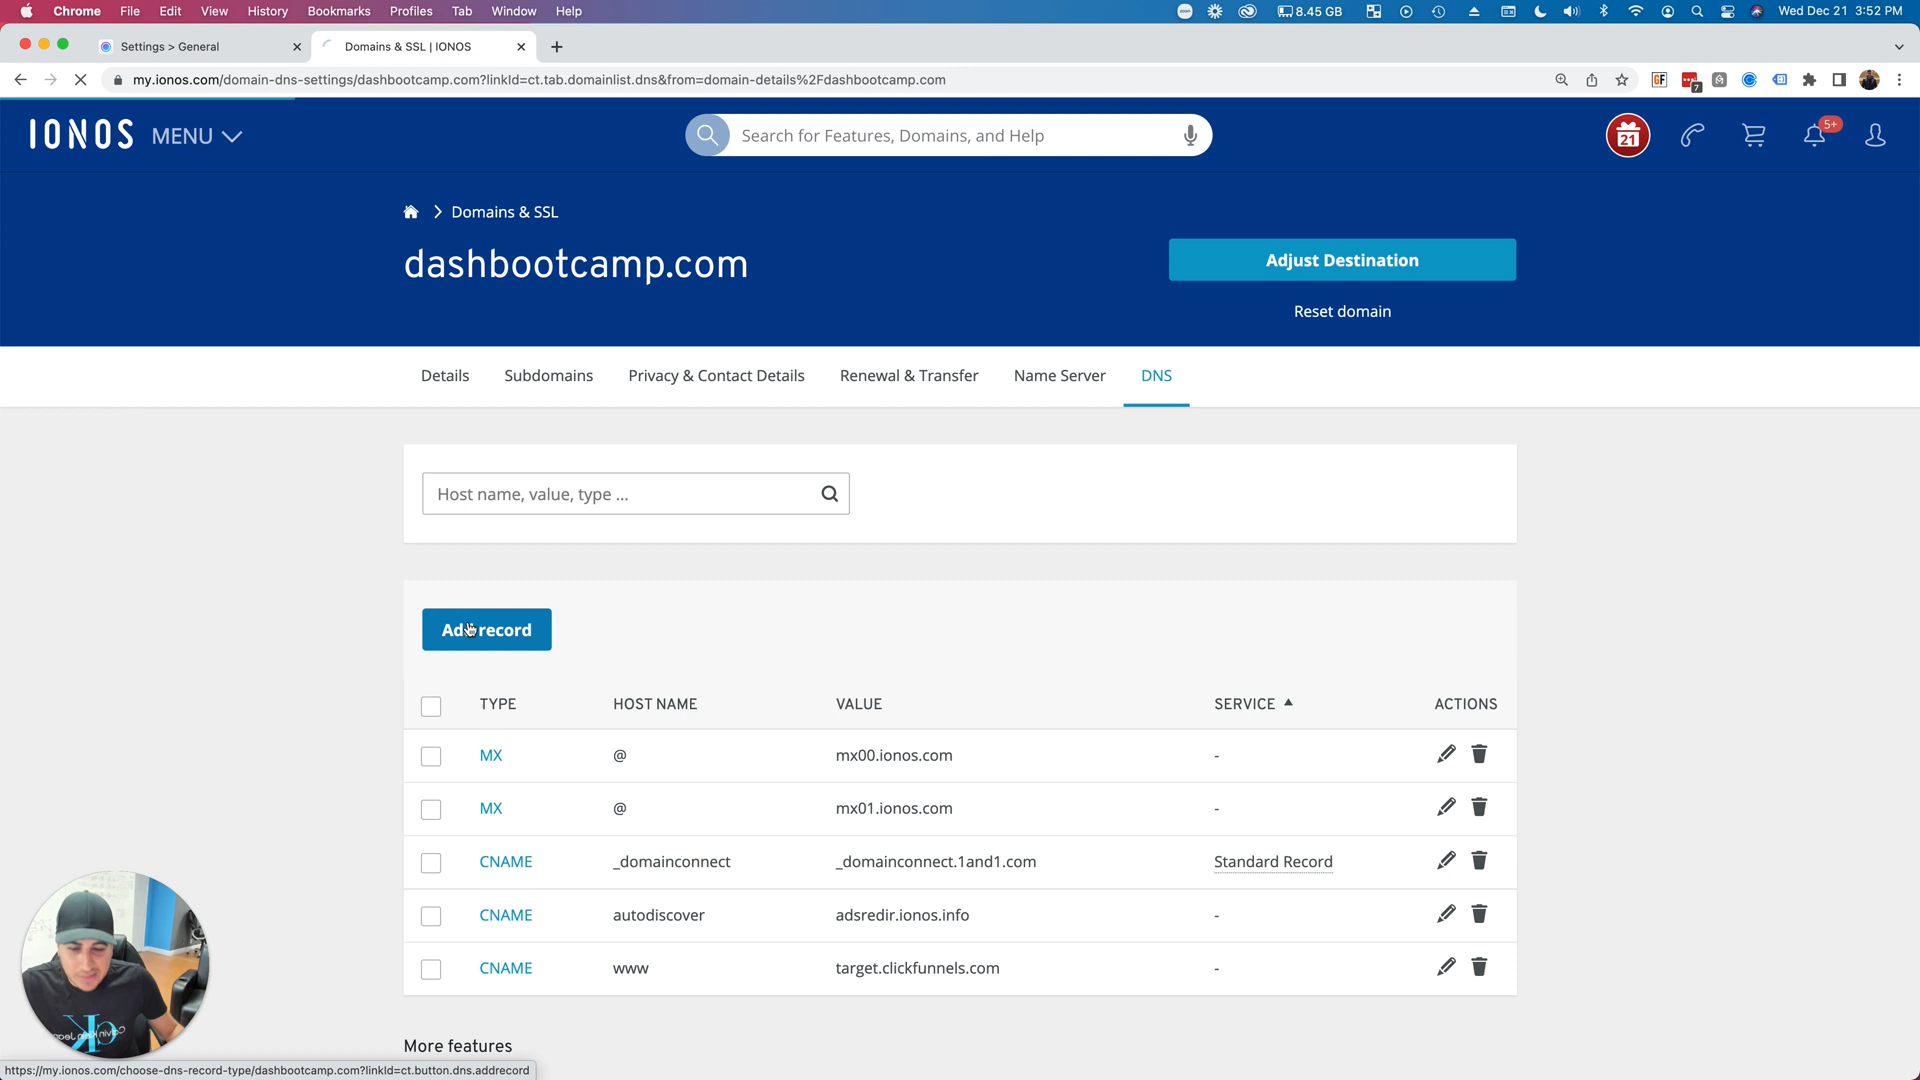 Chrome File Edit View History Bookmarks Profiles Tab Window Help
8.45 GB
Wed Dec 21 3:52 PM
Settings > General
Domains & SSL | IONOS
my.ionos.com/domain-dns-settings/dashbootcamp.com?linkId=ct.tab.domainlist.dns&from=domain-details%2Fdashbootcamp.com
GF
7
IONOS MENU
Search for Features, Domains, and Help
21
5+
Domains & SSL
dashbootcamp.com
Adjust Destination
Reset domain
Details Subdomains Privacy & Contact Details Renewal & Transfer Name Server DNS
Host name, value, type ...
Add record
TYPE HOST NAME VALUE SERVICE ACTIONS
MX @ mx00.ionos.com -
MX @ mx01.ionos.com -
CNAME _domainconnect _domainconnect.1and1.com Standard Record
CNAME autodiscover adsredir.ionos.info -
CNAME www target.clickfunnels.com -
More features
https://my.ionos.com/choose-dns-record-type/dashbootcamp.com?linkId=ct.button.dns.addrecord